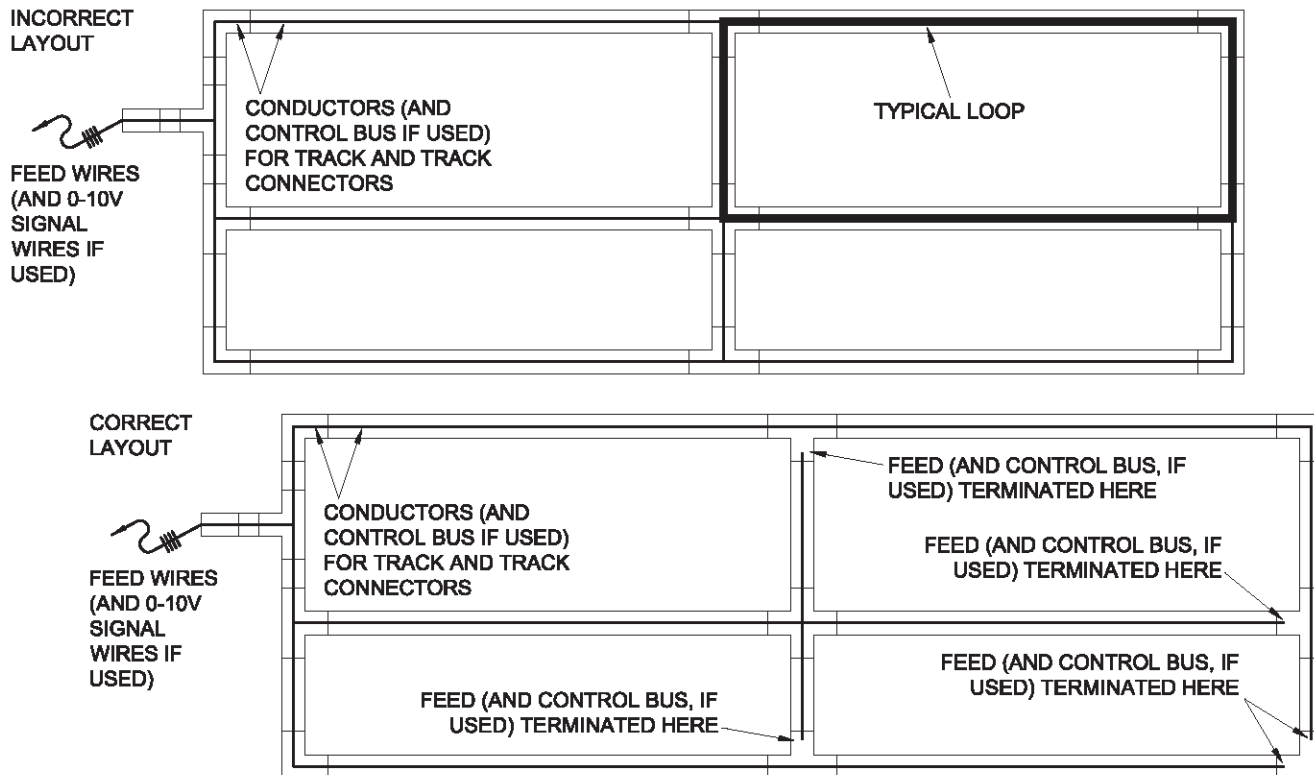 INCORRECT
LAYOUT
CONDUCTORS (AND
CONTROL BUS IF USED)
FOR TRACK AND TRACK
CONNECTORS
TYPICAL LOOP
FEED WIRES
(AND 0-10V
SIGNAL
WIRES IF
USED)
CORRECT
LAYOUT
CONDUCTORS (AND
CONTROL BUS IF USED)
FOR TRACK AND TRACK
CONNECTORS
FEED (AND CONTROL BUS, IF
USED) TERMINATED HERE
FEED (AND CONTROL BUS, IF
USED) TERMINATED HERE
FEED WIRES
(AND 0-10V
SIGNAL
WIRES IF
USED)
FEED (AND CONTROL BUS, IF
USED) TERMINATED HERE
FEED (AND CONTROL BUS, IF
USED) TERMINATED HERE